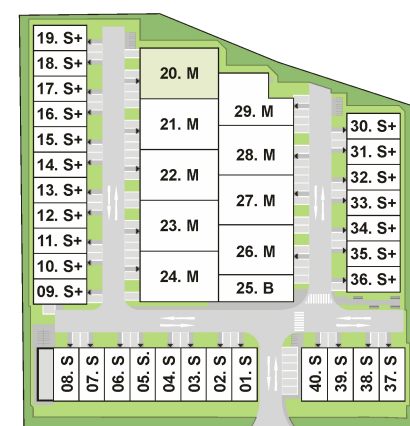 19. S+
18. S+
17. S+
16. S+
15. S+
14. S+
13. S+
12. S+
11. S+
10. S+
09. S+
20. M
21. M
22. M
23. M
24. M
29. M
28. M
27. M
26. M
25. B
30. S+
31. S+
32. S+
33. S+
34. S+
35. S+
36. S+
08. S
07. S
06. S
05. S.
04. S
03. S
02. S
01. S
40. S
39. S
38. S
37. S